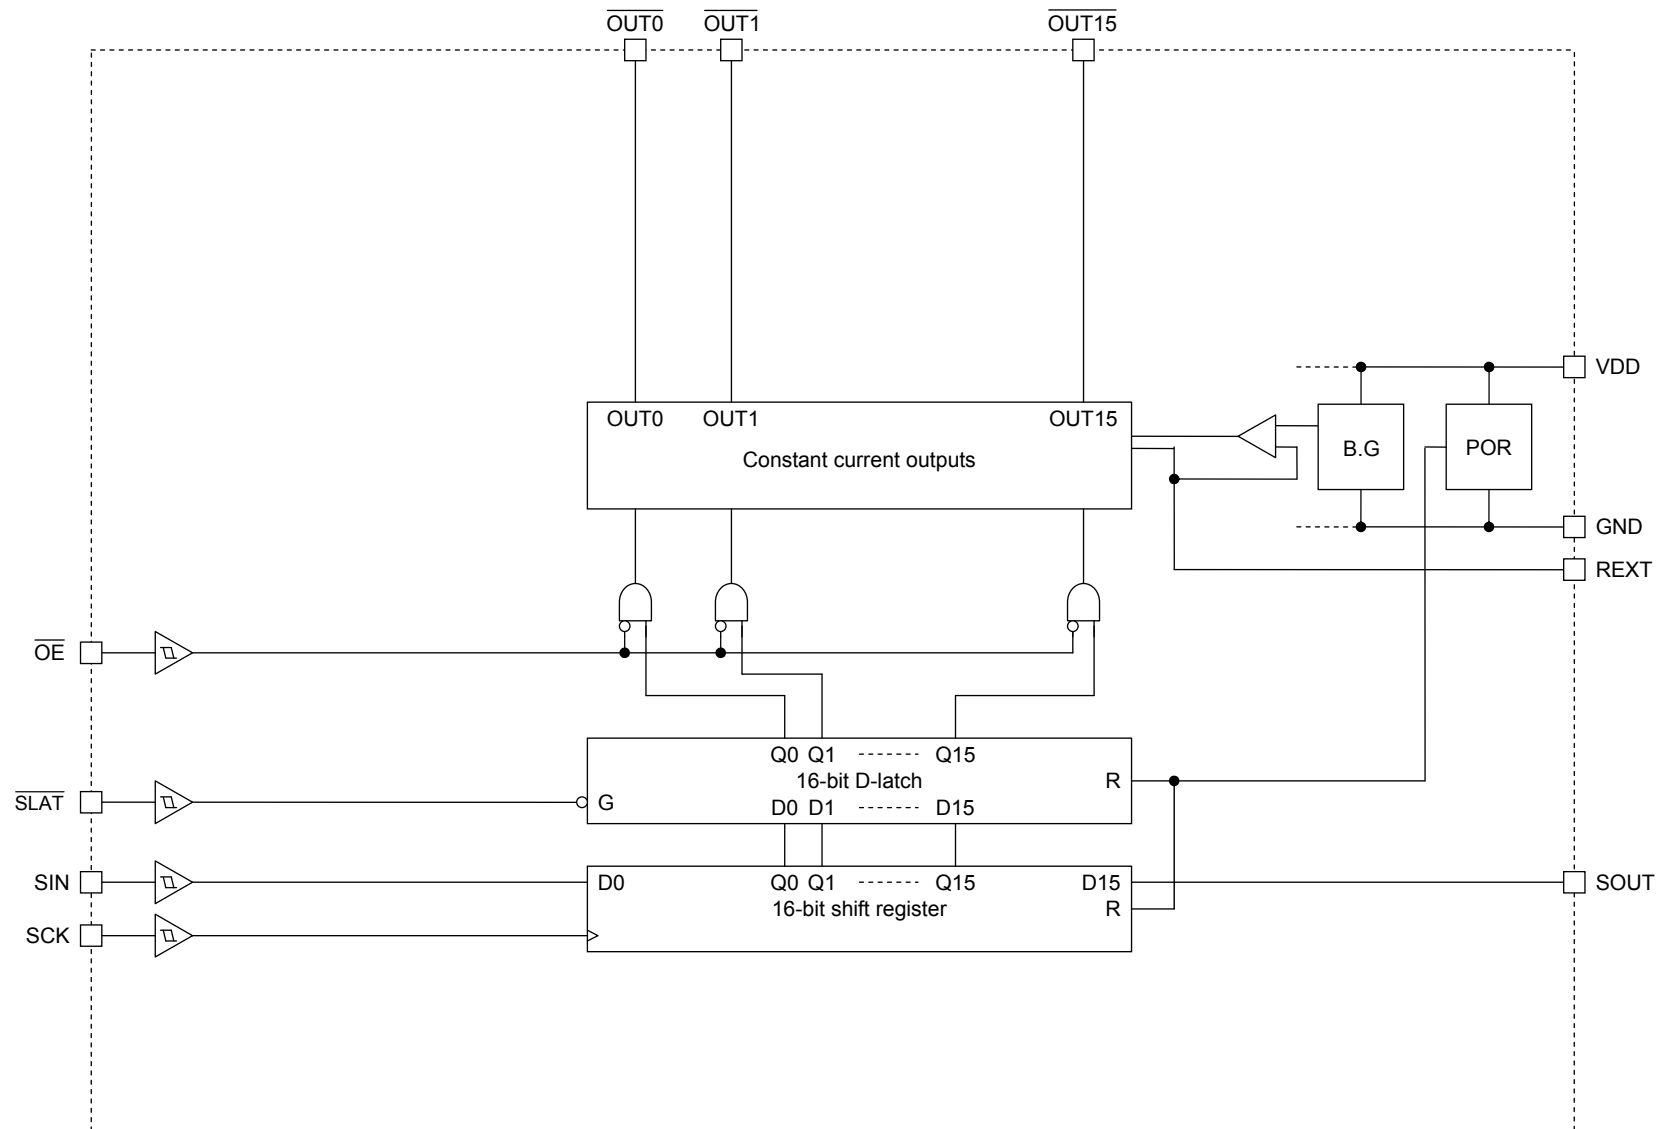 OUT0 OUT1 OUT15
VDD
OUT0 OUT1 OUT15
Constant current outputs
B.G
POR
GND
REXT
OE
Q0 Q1 Q15
16-bit D-latch
R
SLAT
G
D0 D1 D15
SIN
D0
Q0 Q1 Q15
D15
SOUT
16-bit shift register
R
SCK